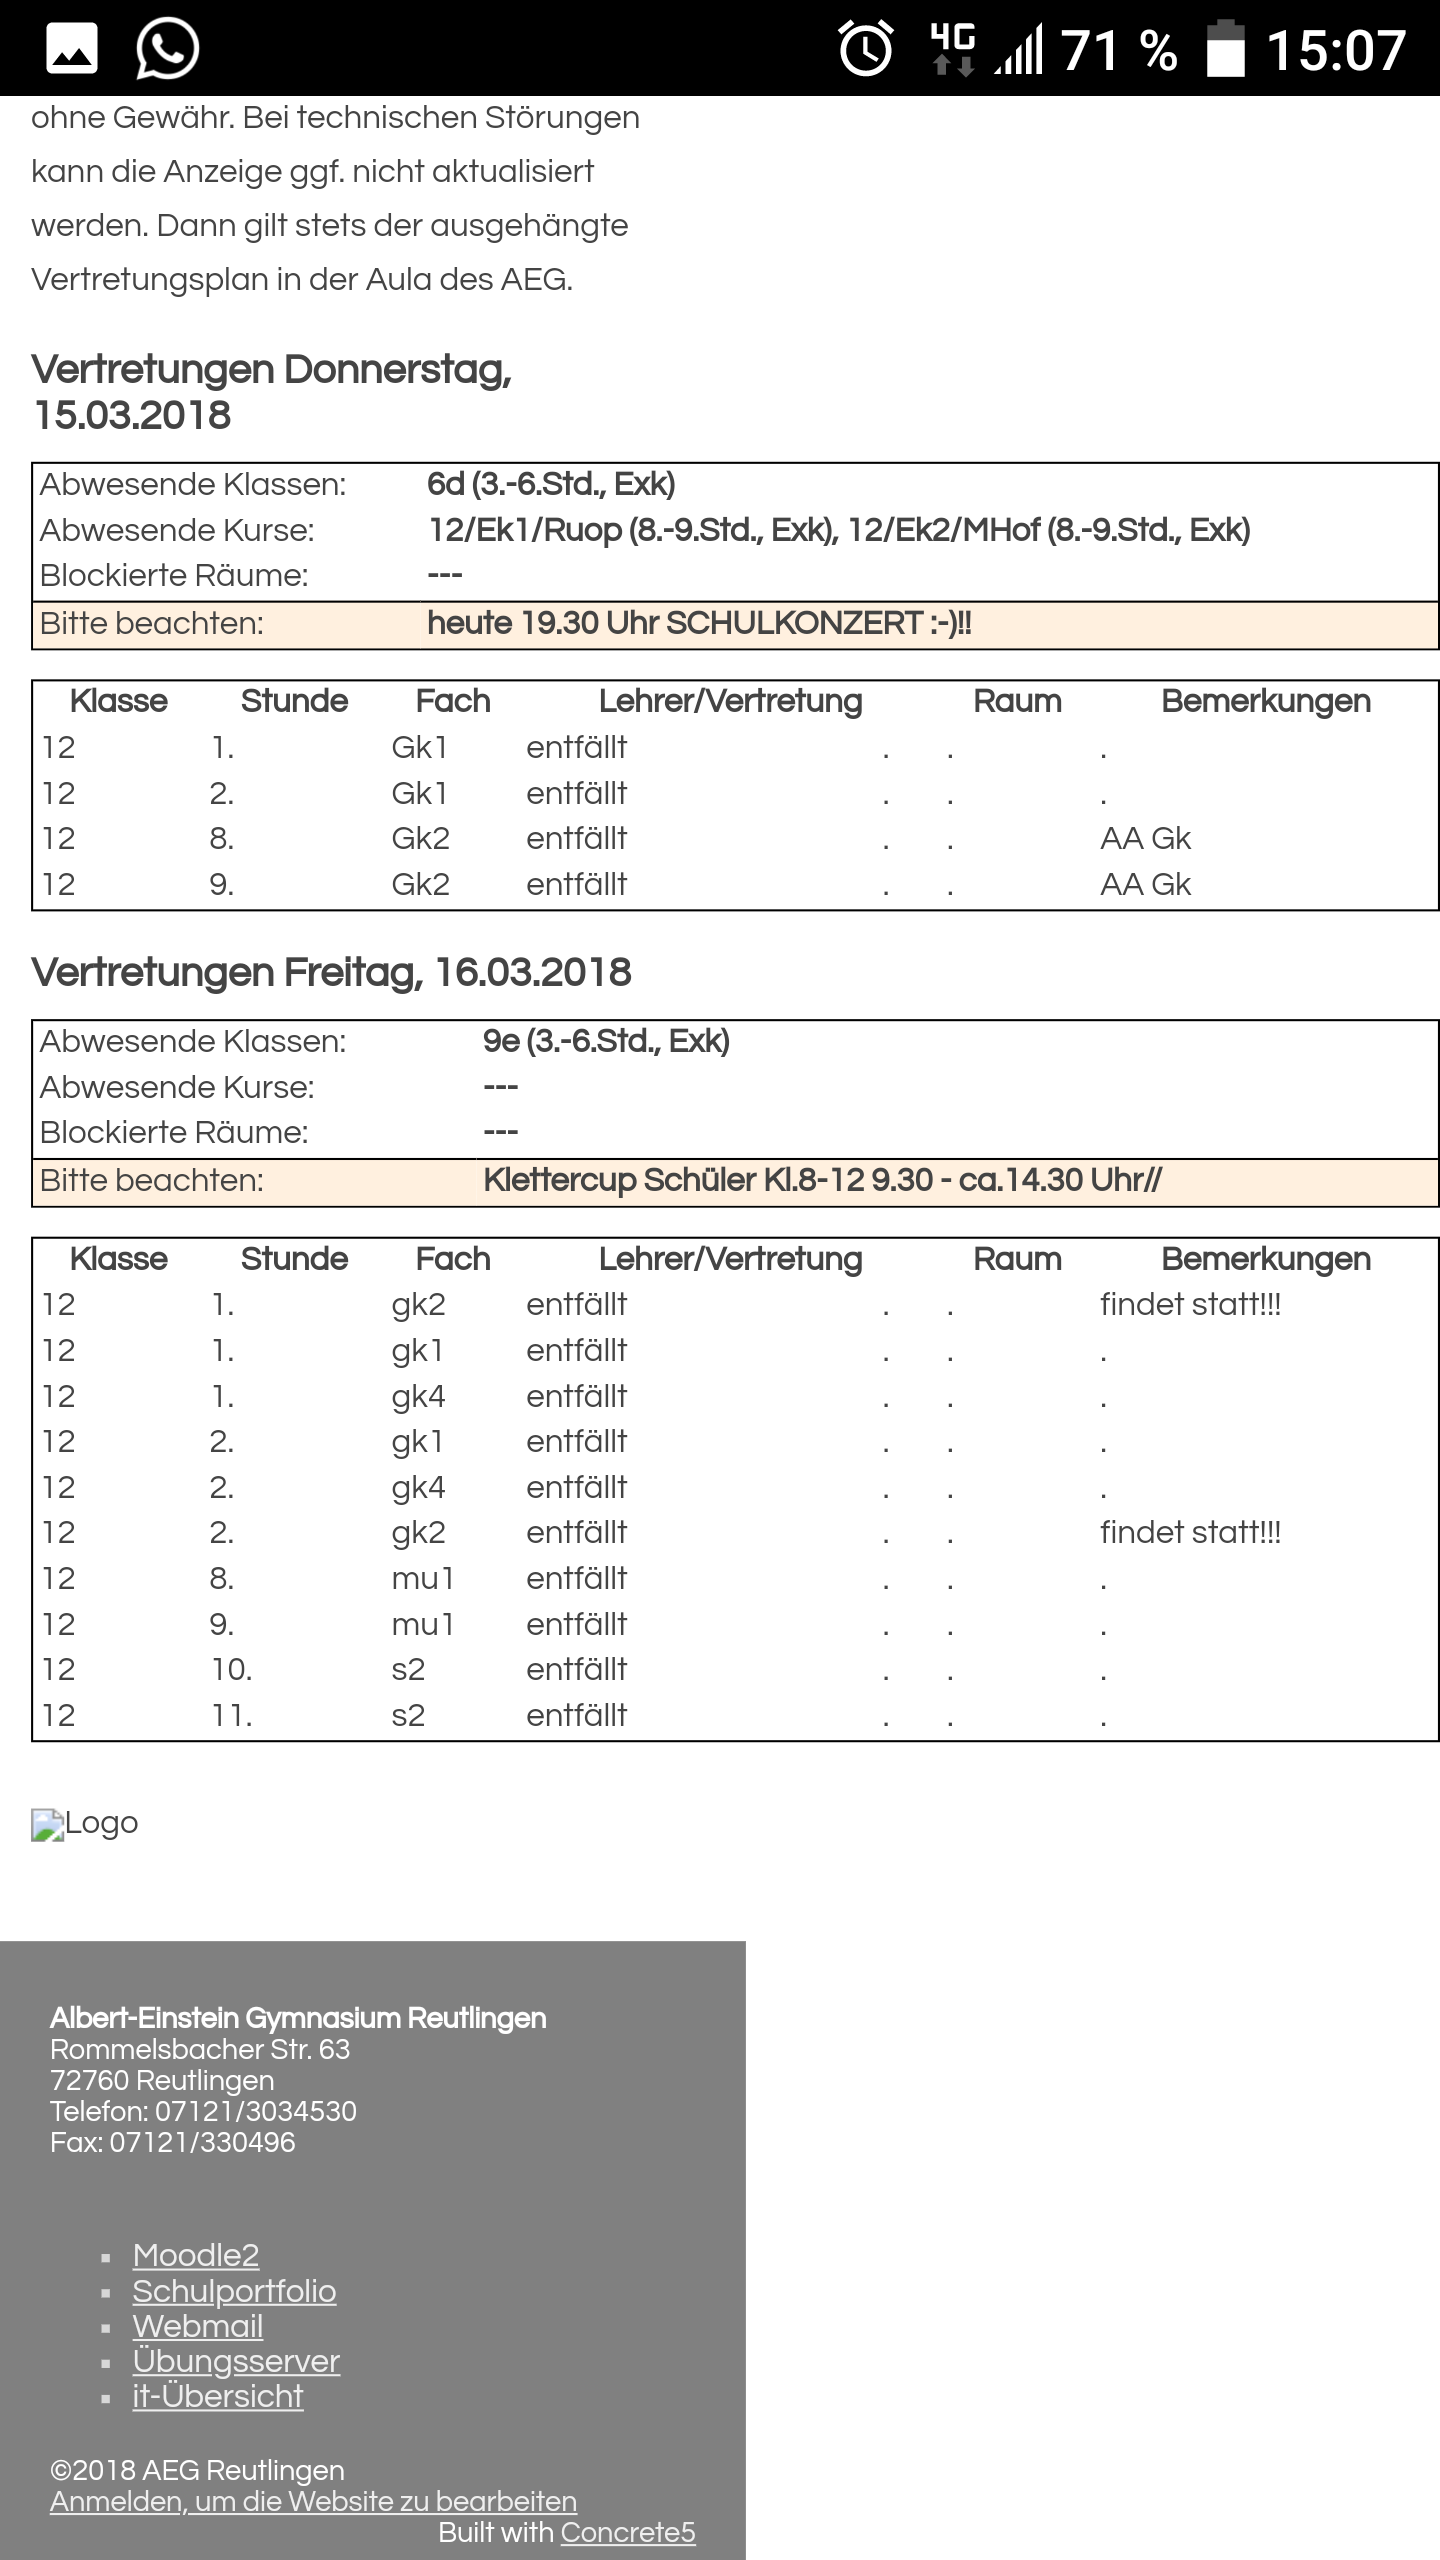 4G 71 % 15:07
ohne Gewähr. Bei technischen Störungen
kann die Anzeige ggf. nicht aktualisiert
werden. Dann gilt stets der ausgehängte
Vertretungsplan in der Aula des AEG.
Vertretungen Donnerstag,
15.03.2018
Abwesende Klassen: 6d (3.-6.Std., Exk)
Abwesende Kurse: 12/Ek1/Ruop (8.-9.Std., Exk), 12/Ek2/MHof (8.-9.Std., Exk)
Blockierte Räume: ---
Bitte beachten: heute 19.30 Uhr SCHULKONZERT :-)!!
Klasse Stunde Fach Lehrer/Vertretung Raum Bemerkungen
12 1. Gk1 entfällt . . .
12 2. Gk1 entfällt . . .
12 8. Gk2 entfällt . . AA Gk
12 9. Gk2 entfällt . . AA Gk
Vertretungen Freitag, 16.03.2018
Abwesende Klassen: 9e (3.-6.Std., Exk)
Abwesende Kurse: ---
Blockierte Räume: ---
Bitte beachten: Klettercup Schüler Kl.8-12 9.30 - ca.14.30 Uhr//
Klasse Stunde Fach Lehrer/Vertretung Raum Bemerkungen
12 1. gk2 entfällt . . findet statt!!!
12 1. gk1 entfällt . . .
12 1. gk4 entfällt . . .
12 2. gk1 entfällt . . .
12 2. gk4 entfällt . . .
12 2. gk2 entfällt . . findet statt!!!
12 8. mu1 entfällt . . .
12 9. mu1 entfällt . . .
12 10. s2 entfällt . . .
12 11. s2 entfällt . . .
Logo
Albert-Einstein Gymnasium Reutlingen
Rommelsbacher Str. 63
72760 Reutlingen
Telefon: 07121/3034530
Fax: 07121/330496
Moodle2
Schulportfolio
Webmail
Übungsserver
it-Übersicht
©2018 AEG Reutlingen
Anmelden, um die Website zu bearbeiten
Built with Concrete5